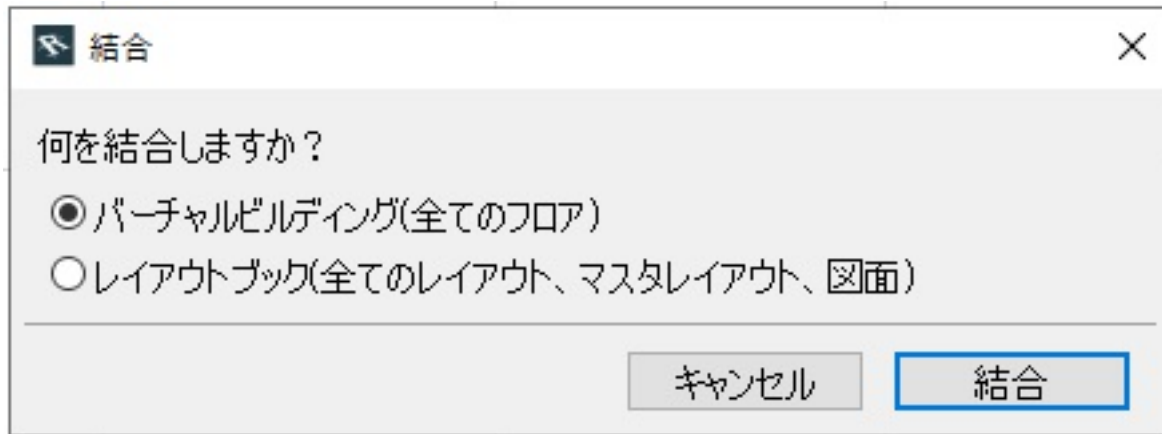 結合
何を結合しますか？
バーチャルビルディング(全てのフロア)
レイアウトブック(全てのレイアウト、マスタレイアウト、図面)
キャンセル
結合